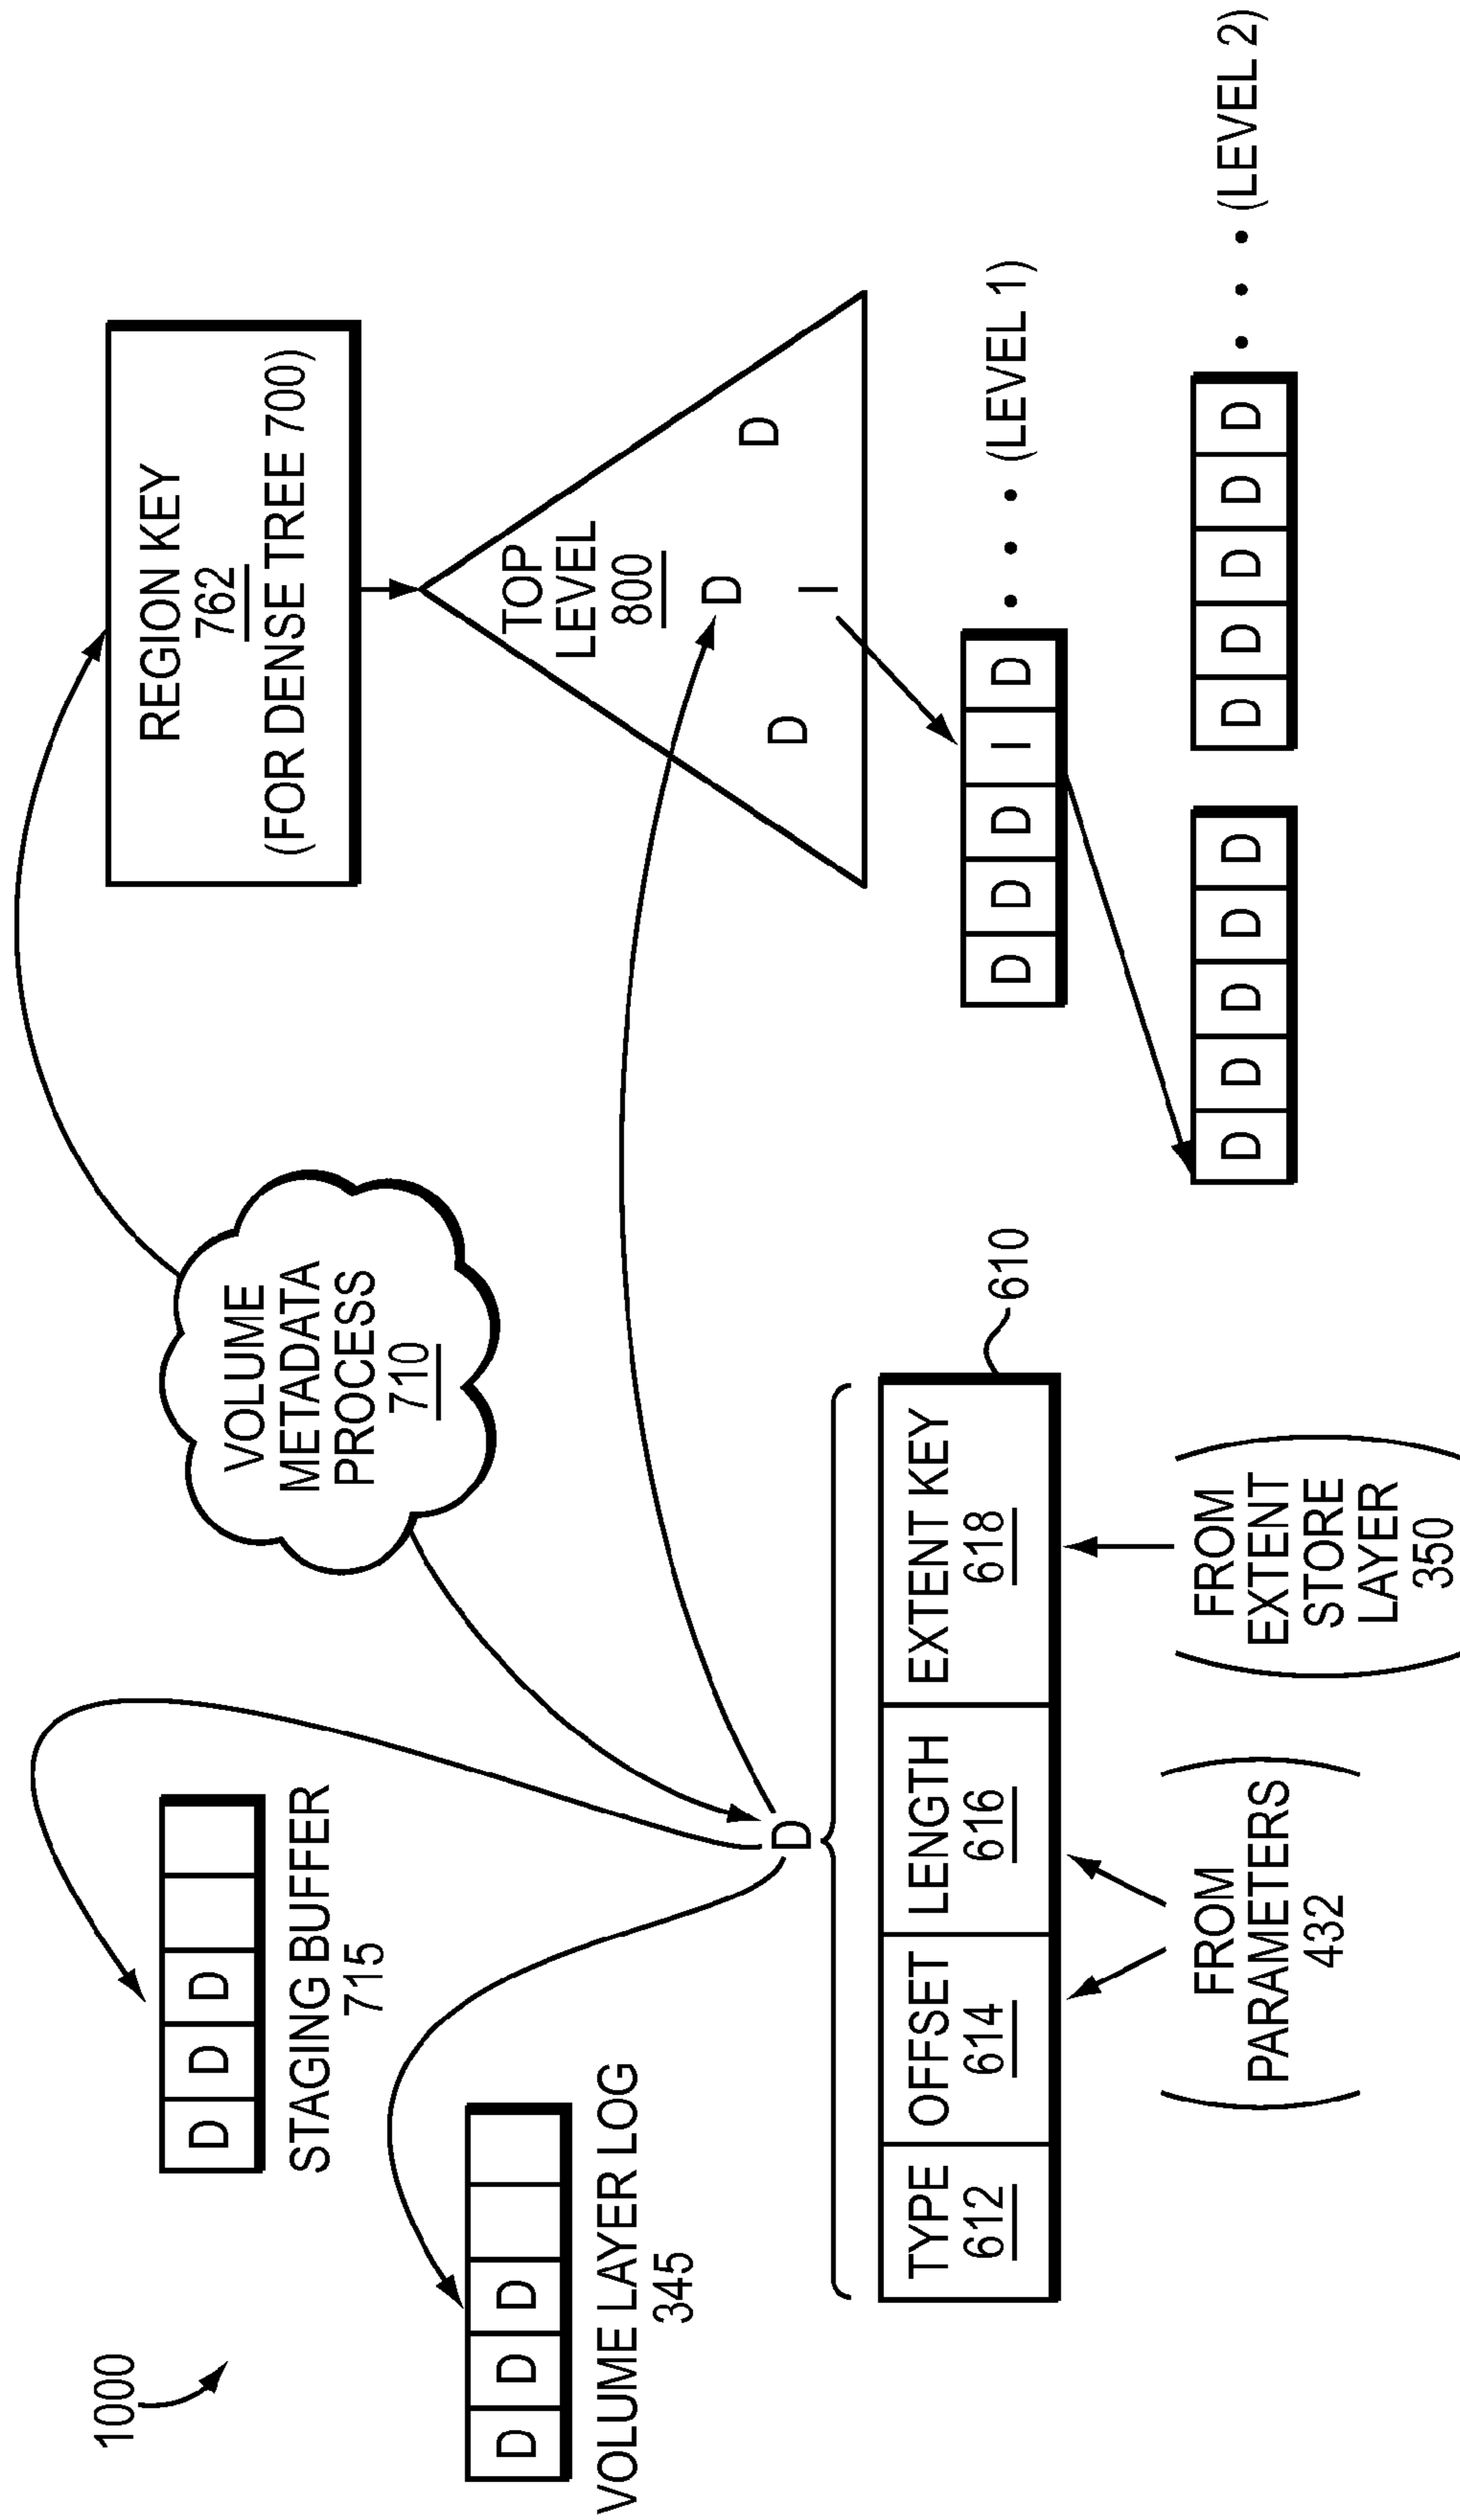 1000
D D D
STAGING BUFFER
715
D D D
VOLUME LAYER LOG
345
VOLUME
METADATA
PROCESS
710
REGION KEY
762
(FOR DENSE TREE 700)
TOP
LEVEL
800
D D D
I
D
TYPE
612
OFFSET
614
LENGTH
616
EXTENT KEY
618
610
(FROM
PARAMETERS
432)
(FROM
EXTENT
STORE
LAYER
350)
D D D I D • • • (LEVEL 1)
D D D D D D D D D D • • • (LEVEL 2)